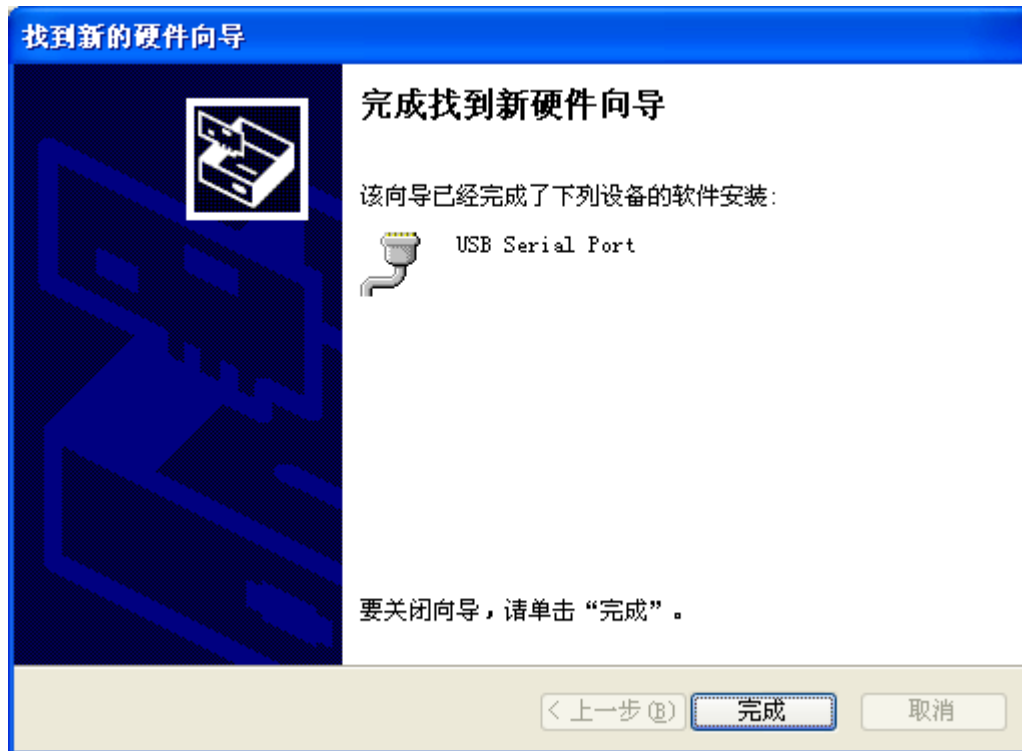 找到新的硬件向导
完成找到新硬件向导
该向导已经完成了下列设备的软件安装:
USB Serial Port
要关闭向导，请单击“完成”。
< 上一步(B)
完成
取消